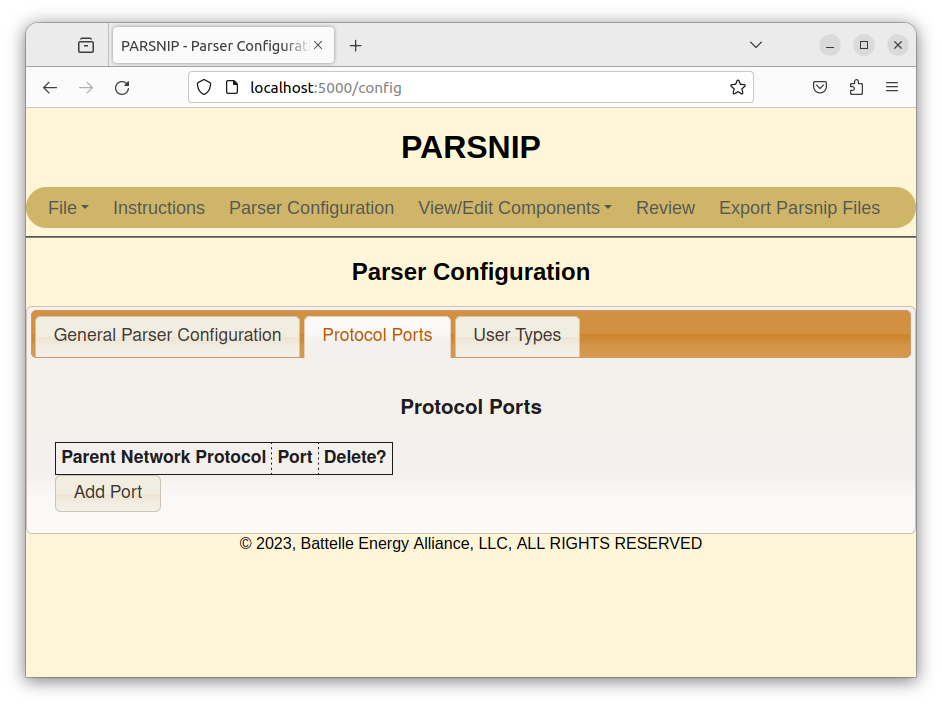 PARSNIP - Parser Configurat
localhost:5000/config
PARSNIP
File Instructions Parser Configuration View/Edit Components Review Export Parsnip Files
Parser Configuration
General Parser Configuration Protocol Ports User Types
Protocol Ports
Parent Network Protocol Port Delete?
Add Port
© 2023, Battelle Energy Alliance, LLC, ALL RIGHTS RESERVED